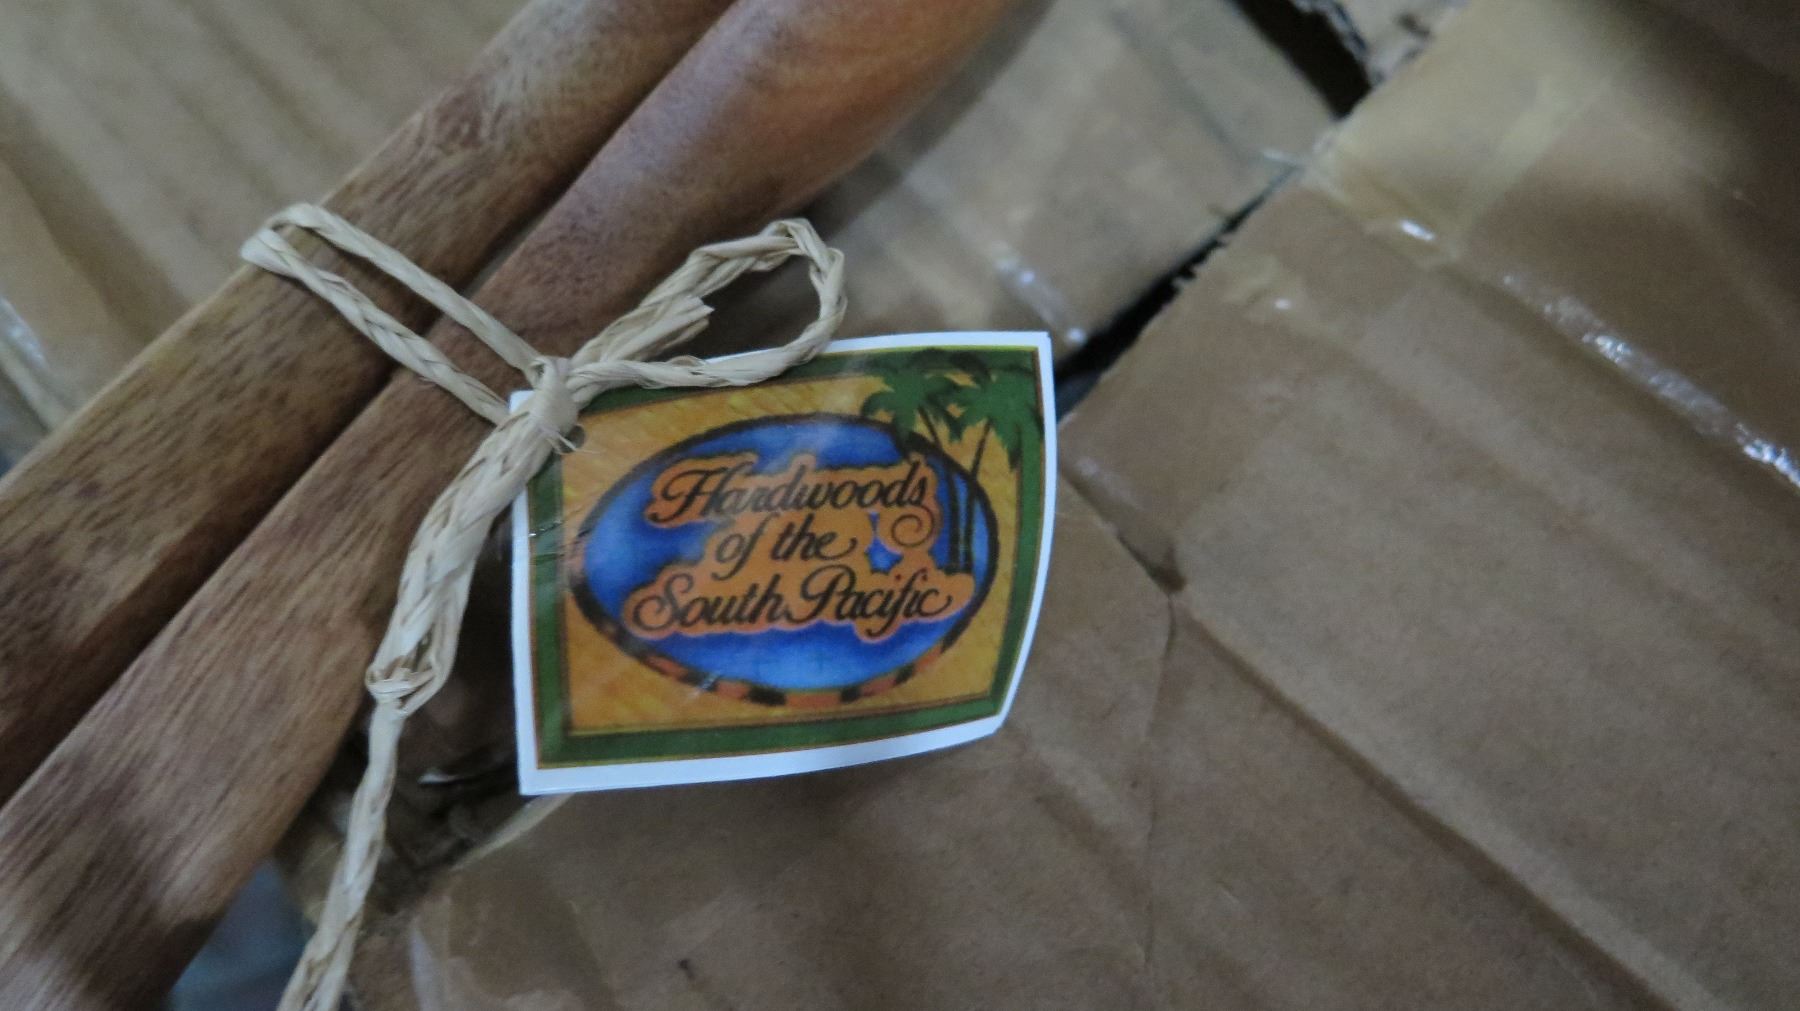 Hardwoods
of the
South Pacific